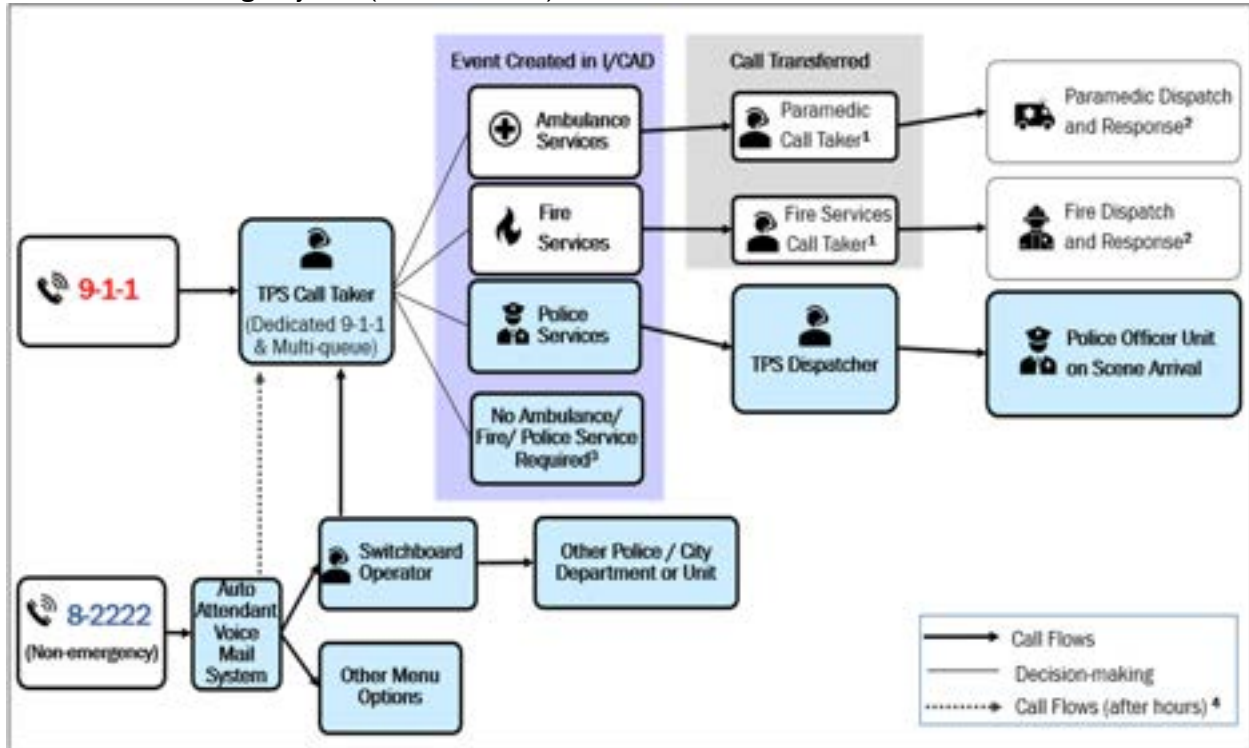 Event Created in I/CAD
Call Transferred
Ambulance
Services
Paramedic
Call Taker¹
Paramedic Dispatch
and Response²
Fire
Services
Fire Services
Call Taker¹
Fire Dispatch
and Response²
9-1-1
TPS Call Taker
(Dedicated 9-1-1
& Multi-queue)
Police
Services
TPS Dispatcher
Police Officer Unit
on Scene Arrival
No Ambulance/
Fire/ Police Service
Required³
Switchboard
Operator
Other Police / City
Department or Unit
8-2222
(Non-emergency)
Auto
Attendant
Voice
Mail
System
Other Menu
Options
Call Flows
Decision-making
Call Flows (after hours) ⁴